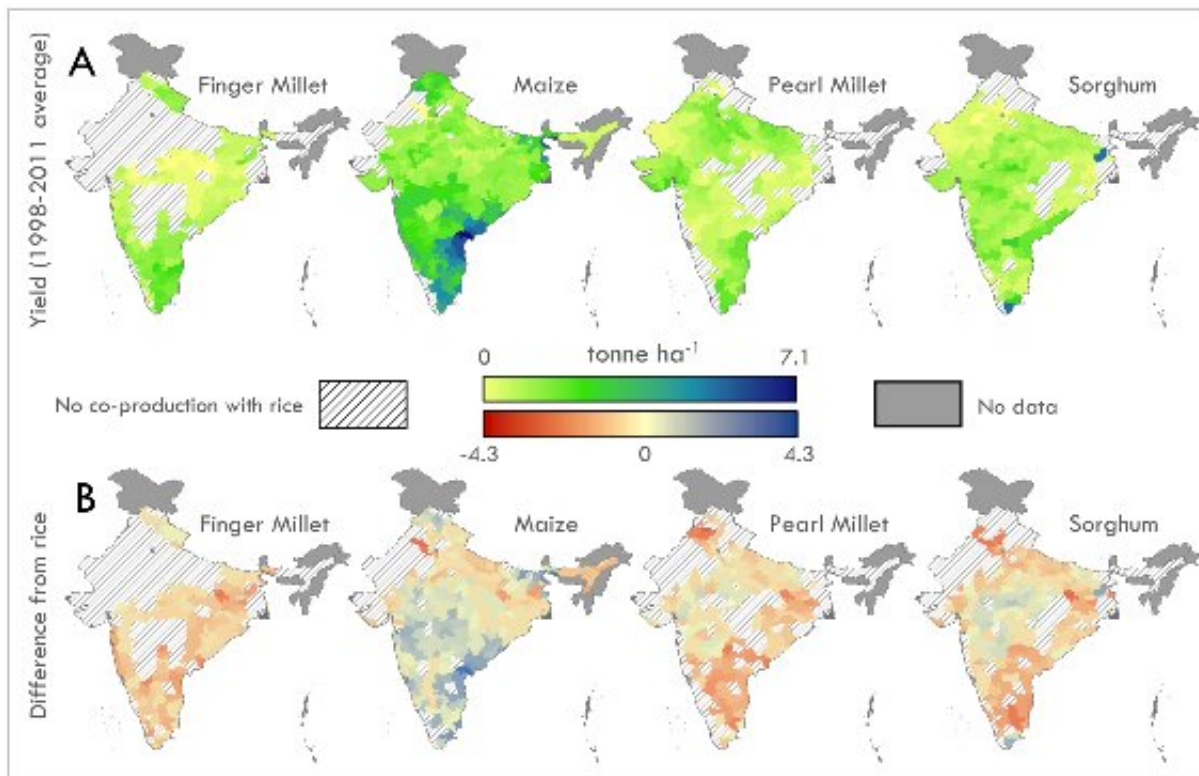 Yield (1998-2011 average)
A
Finger Millet
Maize
Pearl Millet
Sorghum
0 tonne ha⁻¹ 7.1
No co-production with rice
No data
-4.3 0 4.3
Difference from rice
B
Finger Millet
Maize
Pearl Millet
Sorghum